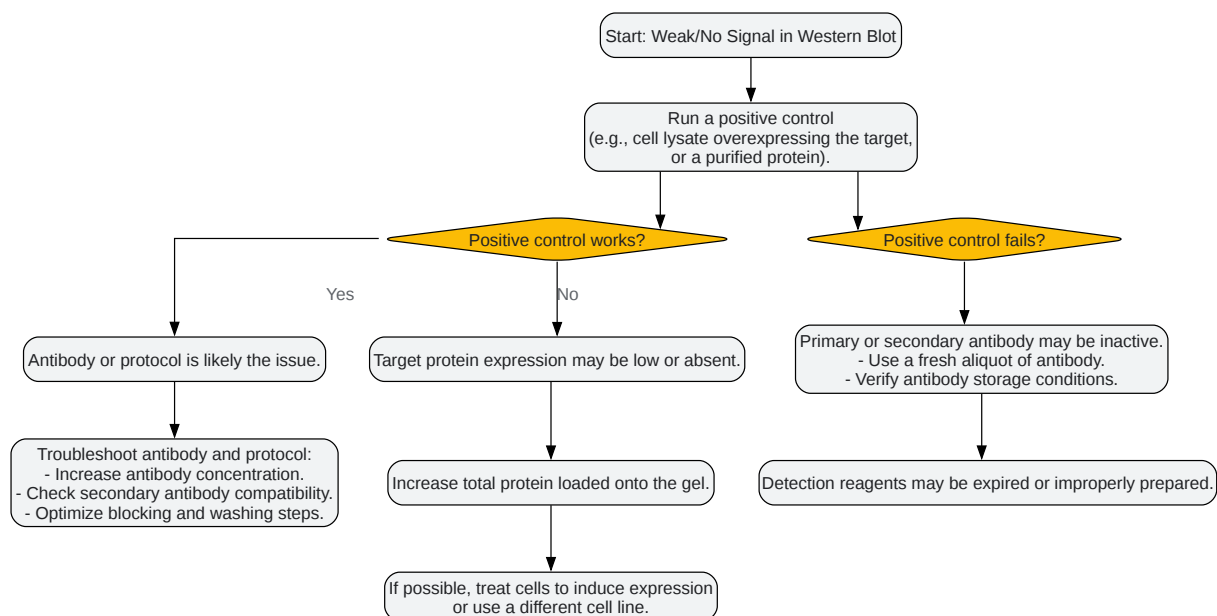 Start: Weak/No Signal in Western Blot
Run a positive control
(e.g., cell lysate overexpressing the target,
or a purified protein).
Positive control works?
Positive control fails?
Yes
No
Antibody or protocol is likely the issue.
Target protein expression may be low or absent.
Primary or secondary antibody may be inactive.
- Use a fresh aliquot of antibody.
- Verify antibody storage conditions.
Troubleshoot antibody and protocol:
- Increase antibody concentration.
- Check secondary antibody compatibility.
- Optimize blocking and washing steps.
Increase total protein loaded onto the gel.
Detection reagents may be expired or improperly prepared.
If possible, treat cells to induce expression
or use a different cell line.